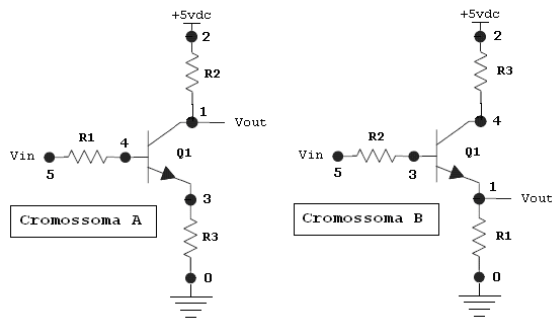 +5vdc
2
R2
1
Vout
R1
4
Vin
5
Q1
3
Cromossoma A
R3
0
+5vdc
2
R3
4
R2
Vin
5
3
Q1
1
Vout
Cromossoma B
R1
0